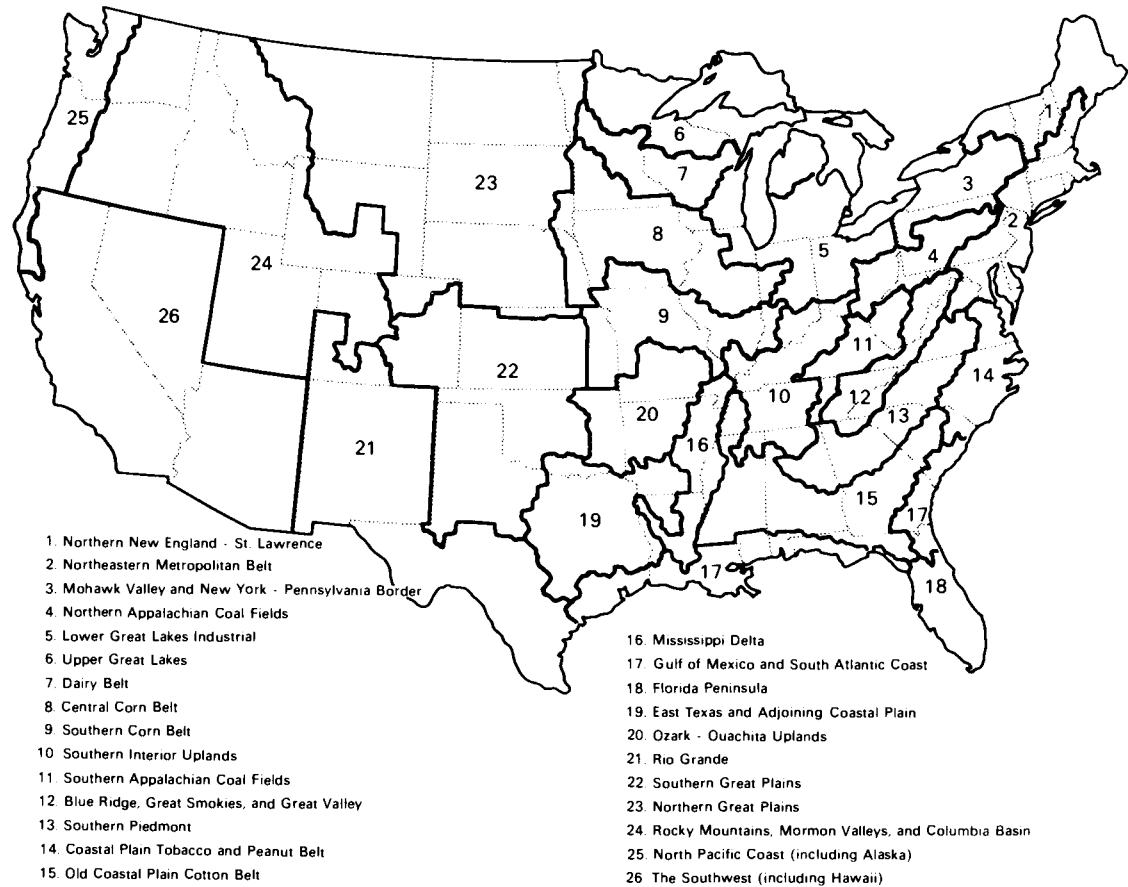 25
1
6
3
23
7
2
8
5
24
4
26
9
11
22
14
10
12
20
13
16
21
15
19
17
17
18
1. Northern New England - St. Lawrence
2. Northeastern Metropolitan Belt
3. Mohawk Valley and New York - Pennsylvania Border
4. Northern Appalachian Coal Fields
5. Lower Great Lakes Industrial
6. Upper Great Lakes
7. Dairy Belt
8. Central Corn Belt
9. Southern Corn Belt
10 Southern Interior Uplands
11. Southern Appalachian Coal Fields
12. Blue Ridge, Great Smokies, and Great Valley
13. Southern Piedmont
14. Coastal Plain Tobacco and Peanut Belt
15. Old Coastal Plain Cotton Belt
16. Mississippi Delta
17. Gulf of Mexico and South Atlantic Coast
18. Florida Peninsula
19. East Texas and Adjoining Coastal Plain
20. Ozark - Ouachita Uplands
21. Rio Grande
22. Southern Great Plains
23. Northern Great Plains
24. Rocky Mountains, Mormon Valleys, and Columbia Basin
25. North Pacific Coast (including Alaska)
26 The Southwest (including Hawaii)